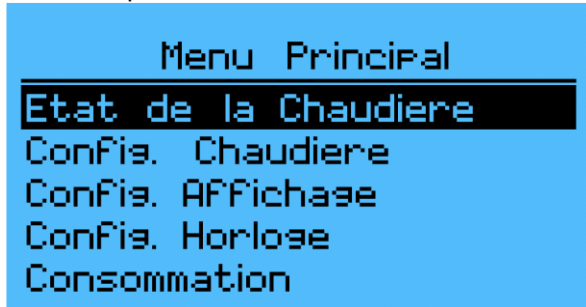 Menu Principal
Etat de la Chaudiere
Config. Chaudiere
Config. Affichage
Config. Horloge
Consommation